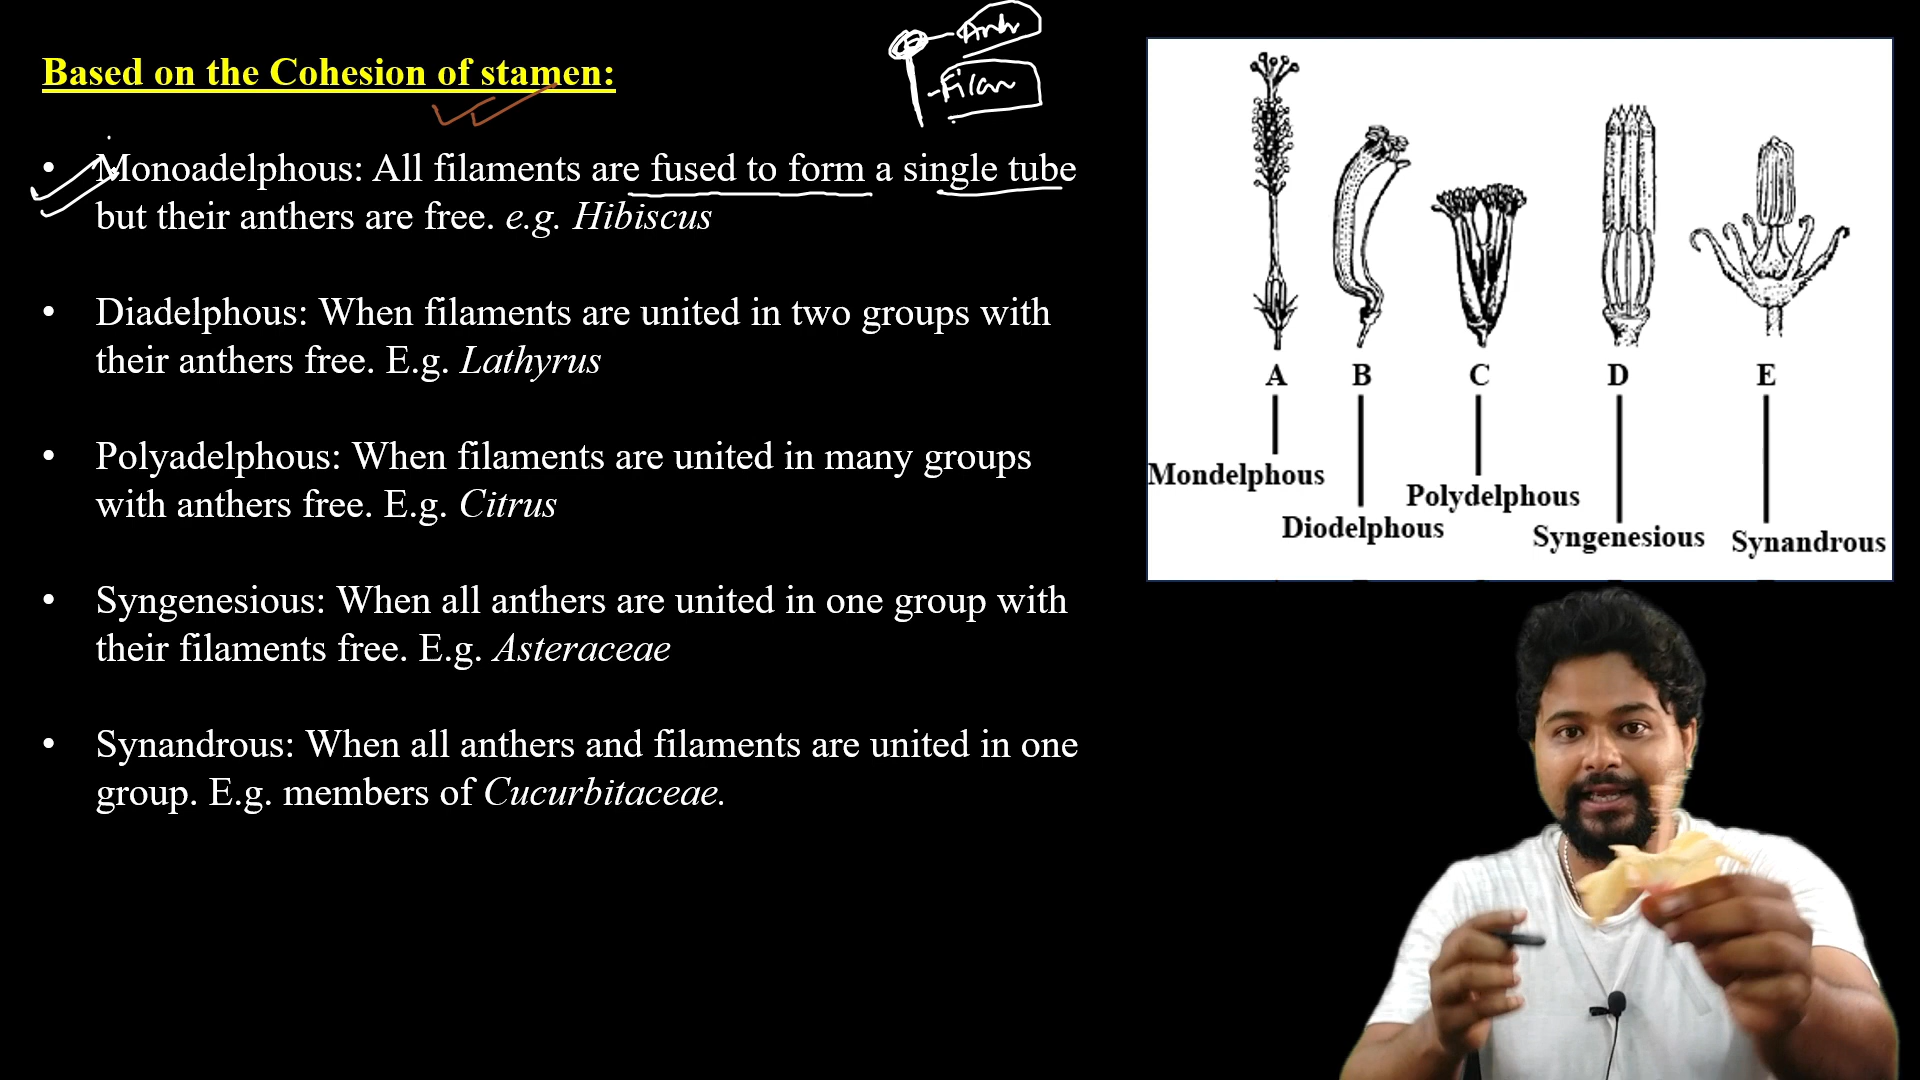 Based on the Cohesion of stamen:
• Monoadelphous: All filaments are fused to form a single tube
but their anthers are free. e.g. Hibiscus
• Diadelphous: When filaments are united in two groups with
their anthers free. E.g. Lathyrus
• Polyadelphous: When filaments are united in many groups
with anthers free. E.g. Citrus
• Syngenesious: When all anthers are united in one group with
their filaments free. E.g. Asteraceae
• Synandrous: When all anthers and filaments are united in one
group. E.g. members of Cucurbitaceae.
Filam
A B C D E
Mondelphous
Polydelphous
Diodelphous
Syngenesious
Synandrous